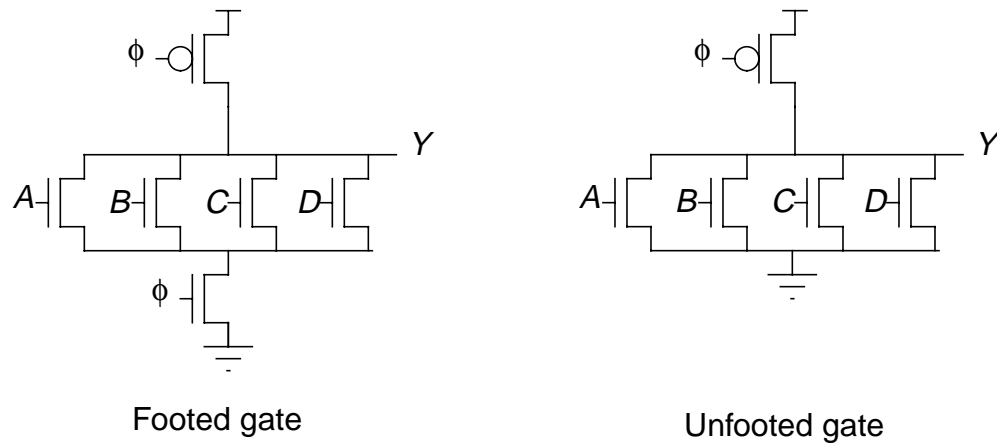 ϕ ϕ
Y Y
A B C D A B C D
ϕ
Footed gate Unfooted gate